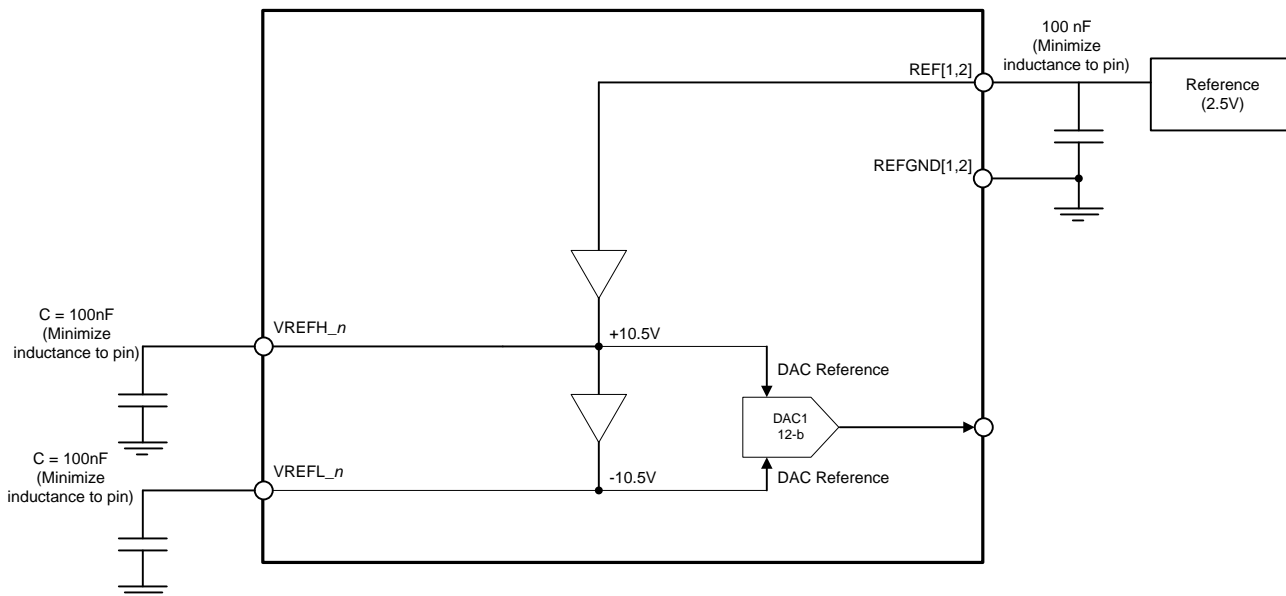 100 nF
(Minimize
inductance to pin)
REF[1,2]
Reference
(2.5V)
REFGND[1,2]
C = 100nF
(Minimize
inductance to pin)
VREFH_n
+10.5V
DAC Reference
DAC1
12-b
C = 100nF
(Minimize
inductance to pin)
VREFL_n
-10.5V
DAC Reference